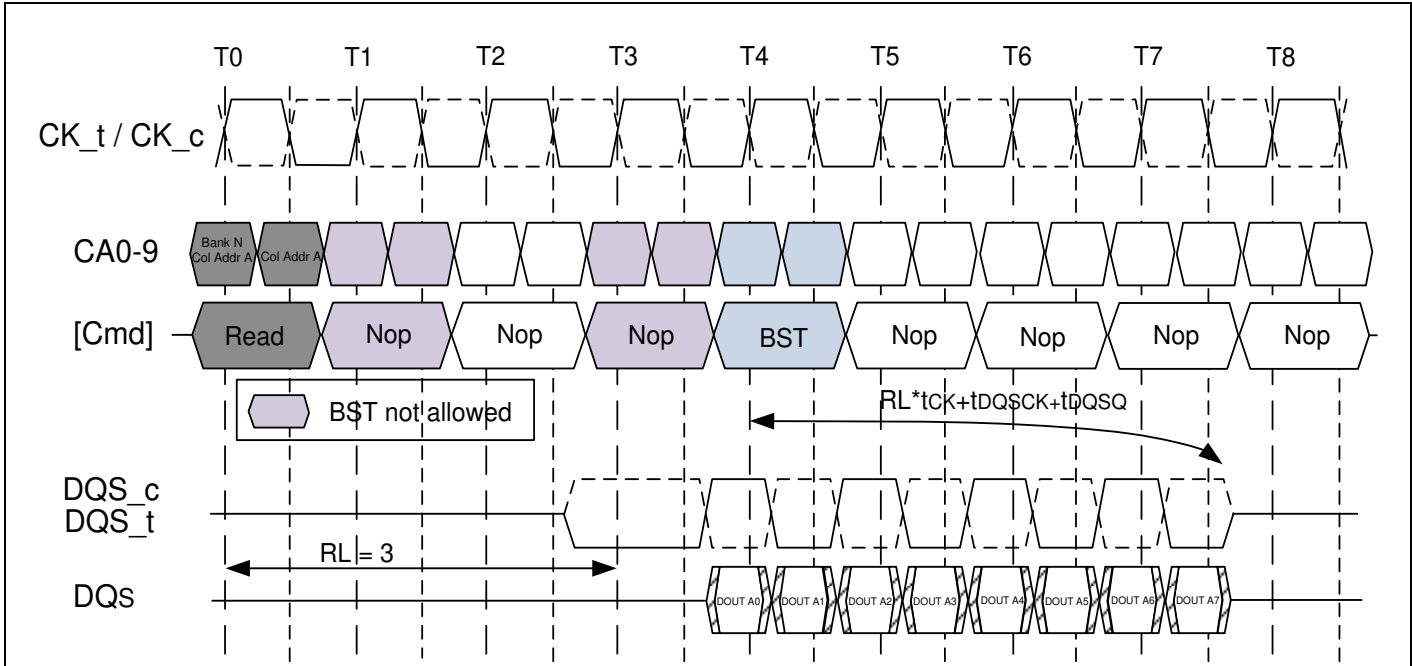 T0 T1 T2 T3 T4 T5 T6 T7 T8
CK_t / CK_c
CA0-9
Bank N
Col Addr A
Col Addr A
[Cmd]
Read Nop Nop Nop BST Nop Nop Nop Nop
BST not allowed
RL*tCK+tDQSCK+tDQSQ
DQS_c
DQS_t
RL = 3
DQs
DOUT A0 DOUT A1 DOUT A2 DOUT A3 DOUT A4 DOUT A5 DOUT A6 DOUT A7